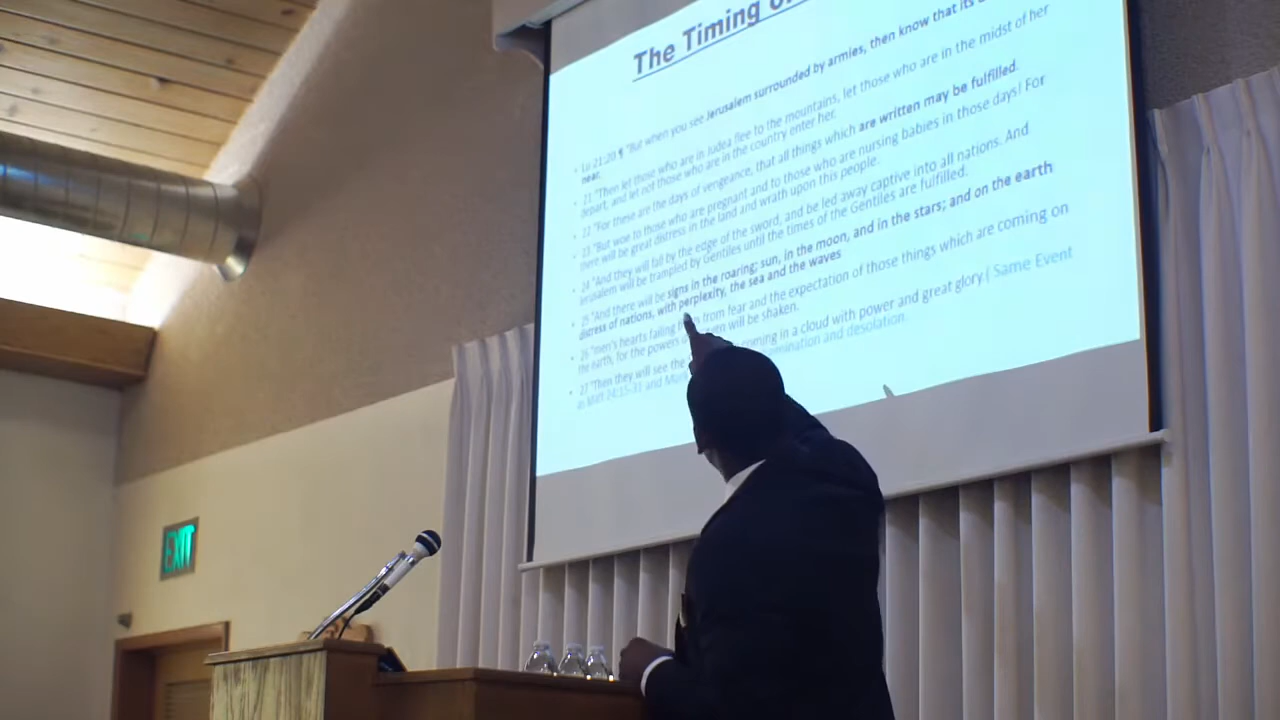 The Timing
• Lu 21:20 ¶ "But when you see Jerusalem surrounded by armies, then know that its
near.
• 21 "Then let those who are in Judea flee to the mountains, let those who are in the midst of her
depart, and let not those who are in the country enter her.
• 22 "For these are the days of vengeance, that all things which are written may be fulfilled.
• 23 "But woe to those who are pregnant and to those who are nursing babies in those days! For
there will be great distress in the land and wrath upon this people.
• 24 "And they will fall by the edge of the sword, and be led away captive into all nations. And
Jerusalem will be trampled by Gentiles until the times of the Gentiles are fulfilled.
• 25 "And there will be signs in the roaring; sun, in the moon, and in the stars; and on the earth
distress of nations, with perplexity, the sea and the waves
• 26 "men's hearts failing from fear and the expectation of those things which are coming on
the earth, for the powers will be shaken.
• 27 "Then they will see the coming in a cloud with power and great glory.( Same Event
as Matt 24:15-31 and and desolation.
EXIT